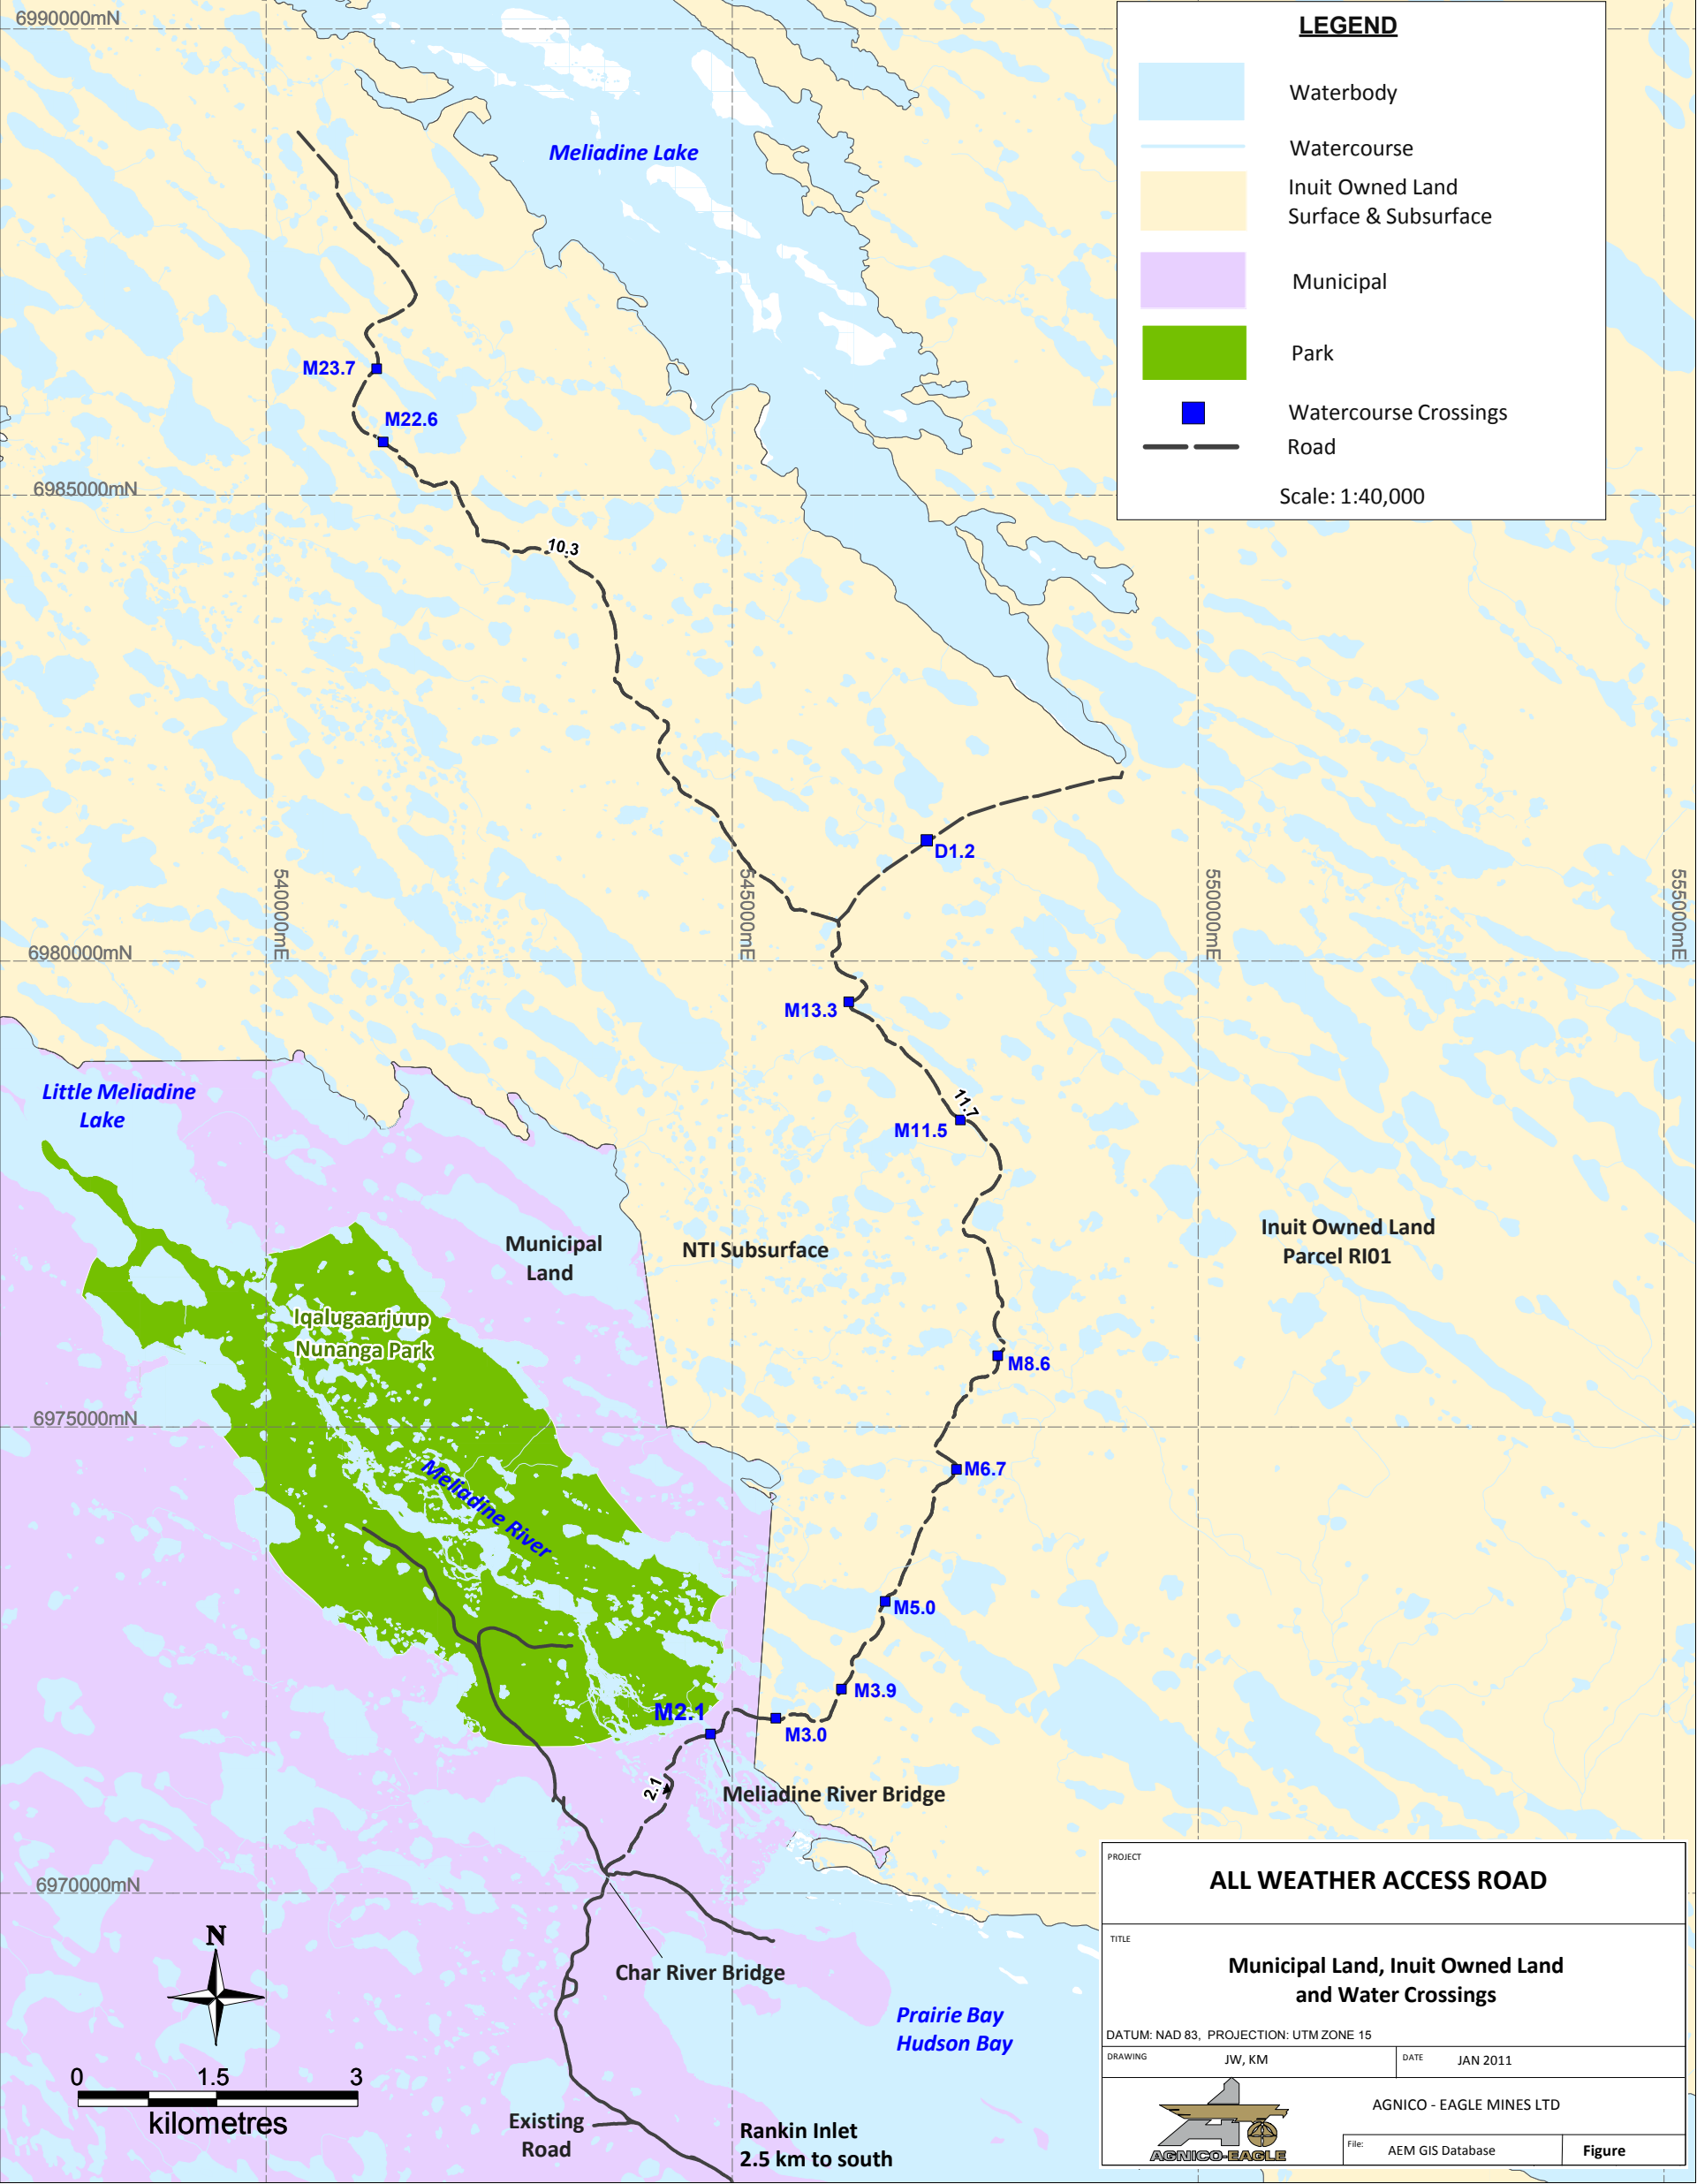 6990000mN
LEGEND
Waterbody
Watercourse
Inuit Owned Land
Surface & Subsurface
Municipal
Park
Watercourse Crossings
Road
Scale: 1:40,000
Meliadine Lake
M23.7
M22.6
6985000mN
10.3
D1.2
540000mE
545000mE
550000mE
555000mE
6980000mN
M13.3
Little Meliadine
Lake
11.7
M11.5
Municipal
Land
NTI Subsurface
Inuit Owned Land
Parcel RI01
Iqalugaarjuup
Nunanga Park
M8.6
6975000mN
Meliadine River
M6.7
M5.0
M3.9
M2.1
M3.0
2.1
Meliadine River Bridge
6970000mN
N
Char River Bridge
Prairie Bay
Hudson Bay
0 1.5 3
kilometres
Existing
Road
Rankin Inlet
2.5 km to south
PROJECT
ALL WEATHER ACCESS ROAD
TITLE
Municipal Land, Inuit Owned Land
and Water Crossings
DATUM: NAD 83, PROJECTION: UTM ZONE 15
DRAWING JW, KM DATE JAN 2011
AGNICO - EAGLE MINES LTD
AGNICO-EAGLE
File: AEM GIS Database Figure